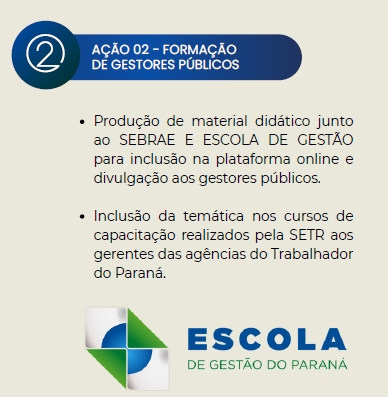 2
AÇÃO 02 - FORMAÇÃO
DE GESTORES PÚBLICOS
• Produção de material didático junto
ao SEBRAE E ESCOLA DE GESTÃO
para inclusão na plataforma online e
divulgação aos gestores públicos.
• Inclusão da temática nos cursos de
capacitação realizados pela SETR aos
gerentes das agências do Trabalhador
do Paraná.
ESCOLA
DE GESTÃO DO PARANÁ